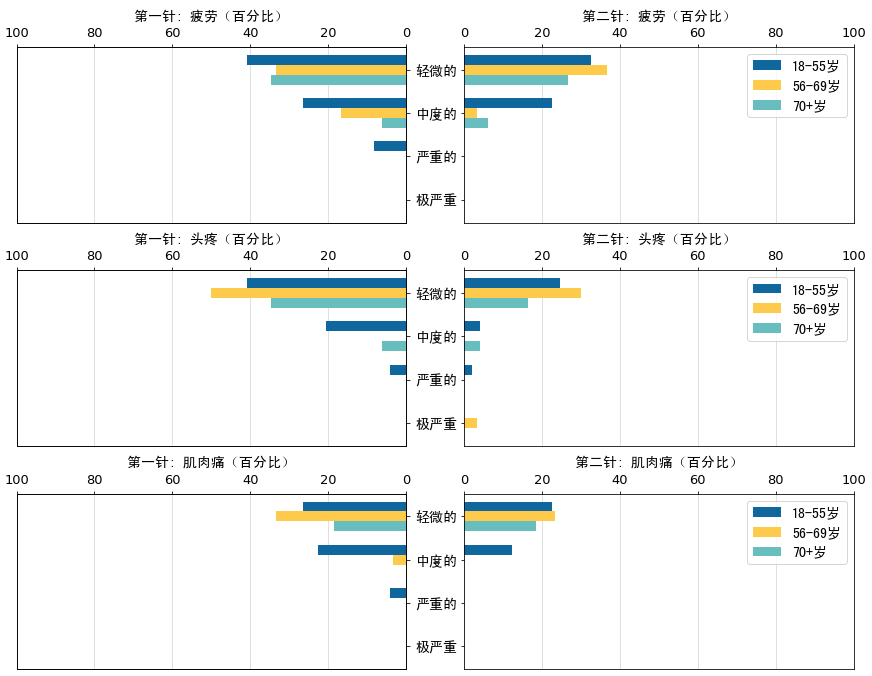 第一针: 疲劳（百分比）
100 80 60 40 20 0
轻微的
中度的
严重的
极严重
第二针: 疲劳（百分比）
0 20 40 60 80 100
18-55岁
56-69岁
70+岁
第一针: 头疼（百分比）
100 80 60 40 20 0
轻微的
中度的
严重的
极严重
第二针: 头疼（百分比）
0 20 40 60 80 100
18-55岁
56-69岁
70+岁
第一针: 肌肉痛（百分比）
100 80 60 40 20 0
轻微的
中度的
严重的
极严重
第二针: 肌肉痛（百分比）
0 20 40 60 80 100
18-55岁
56-69岁
70+岁